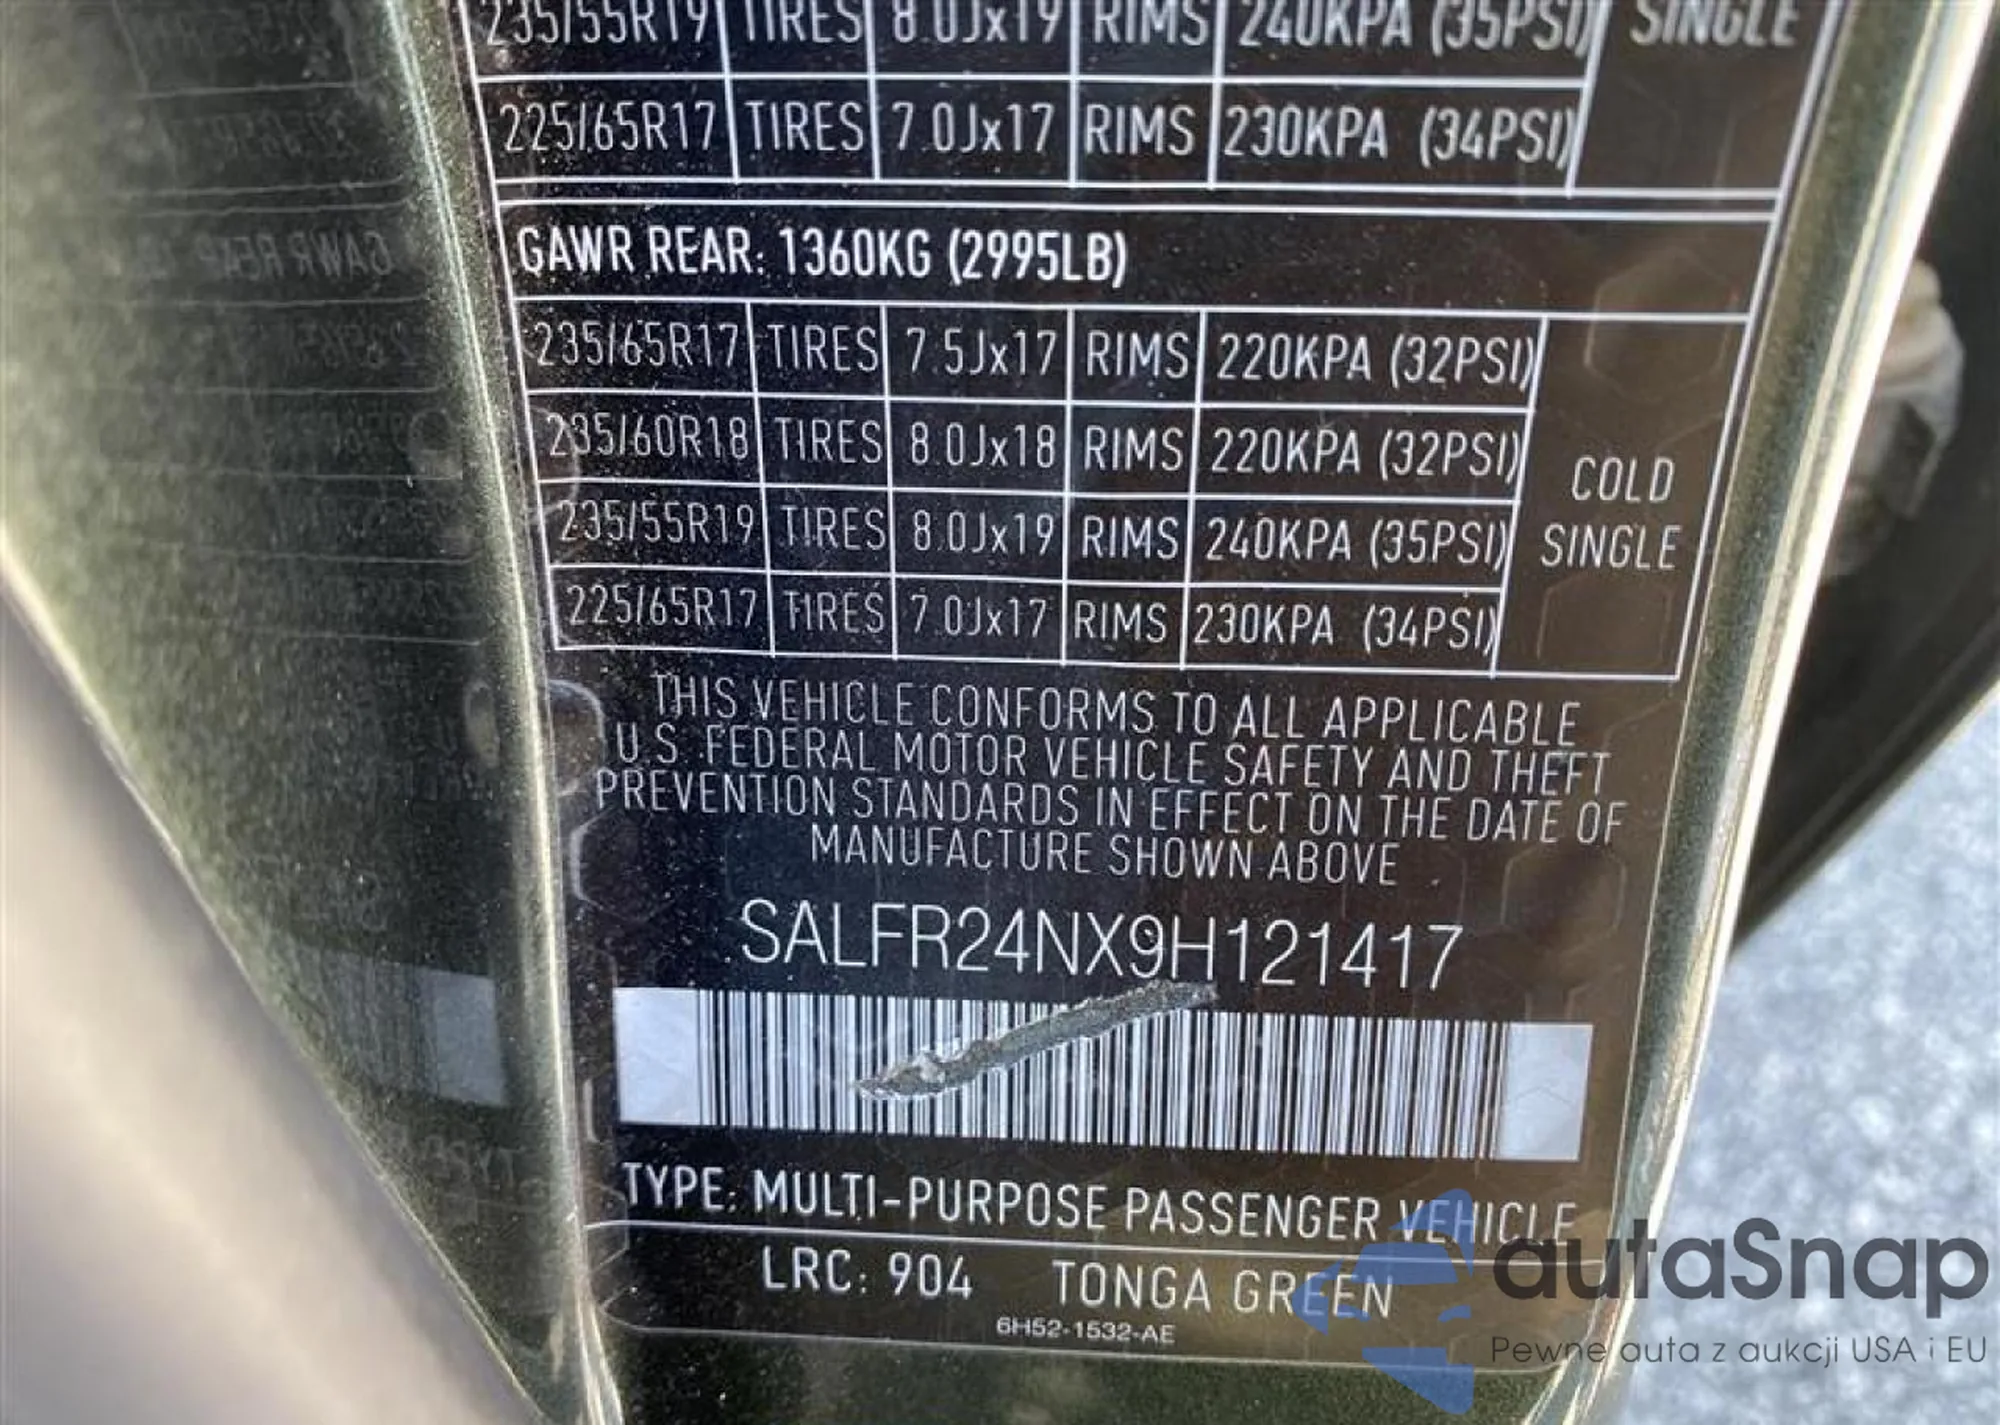 235/55R19 TIRES 8.0Jx19 RIMS 240KPA (35PSI) SINGLE
225/65R17 TIRES 7.0Jx17 RIMS 230KPA (34PSI)
GAWR REAR: 1360KG (2995LB)
235/65R17 TIRES 7.5Jx17 RIMS 220KPA (32PSI)
235/60R18 TIRES 8.0Jx18 RIMS 220KPA (32PSI)
COLD
235/55R19 TIRES 8.0Jx19 RIMS 240KPA (35PSI)
SINGLE
225/65R17 TIRES 7.0Jx17 RIMS 230KPA (34PSI)
THIS VEHICLE CONFORMS TO ALL APPLICABLE
U.S. FEDERAL MOTOR VEHICLE SAFETY AND THEFT
PREVENTION STANDARDS IN EFFECT ON THE DATE OF
MANUFACTURE SHOWN ABOVE
SALFR24NX9H121417
TYPE: MULTI-PURPOSE PASSENGER VEHICLE
LRC: 904 TONGA GREEN
6H52-1532-AE
autaSnap
Pewne auta z aukcji USA i EU